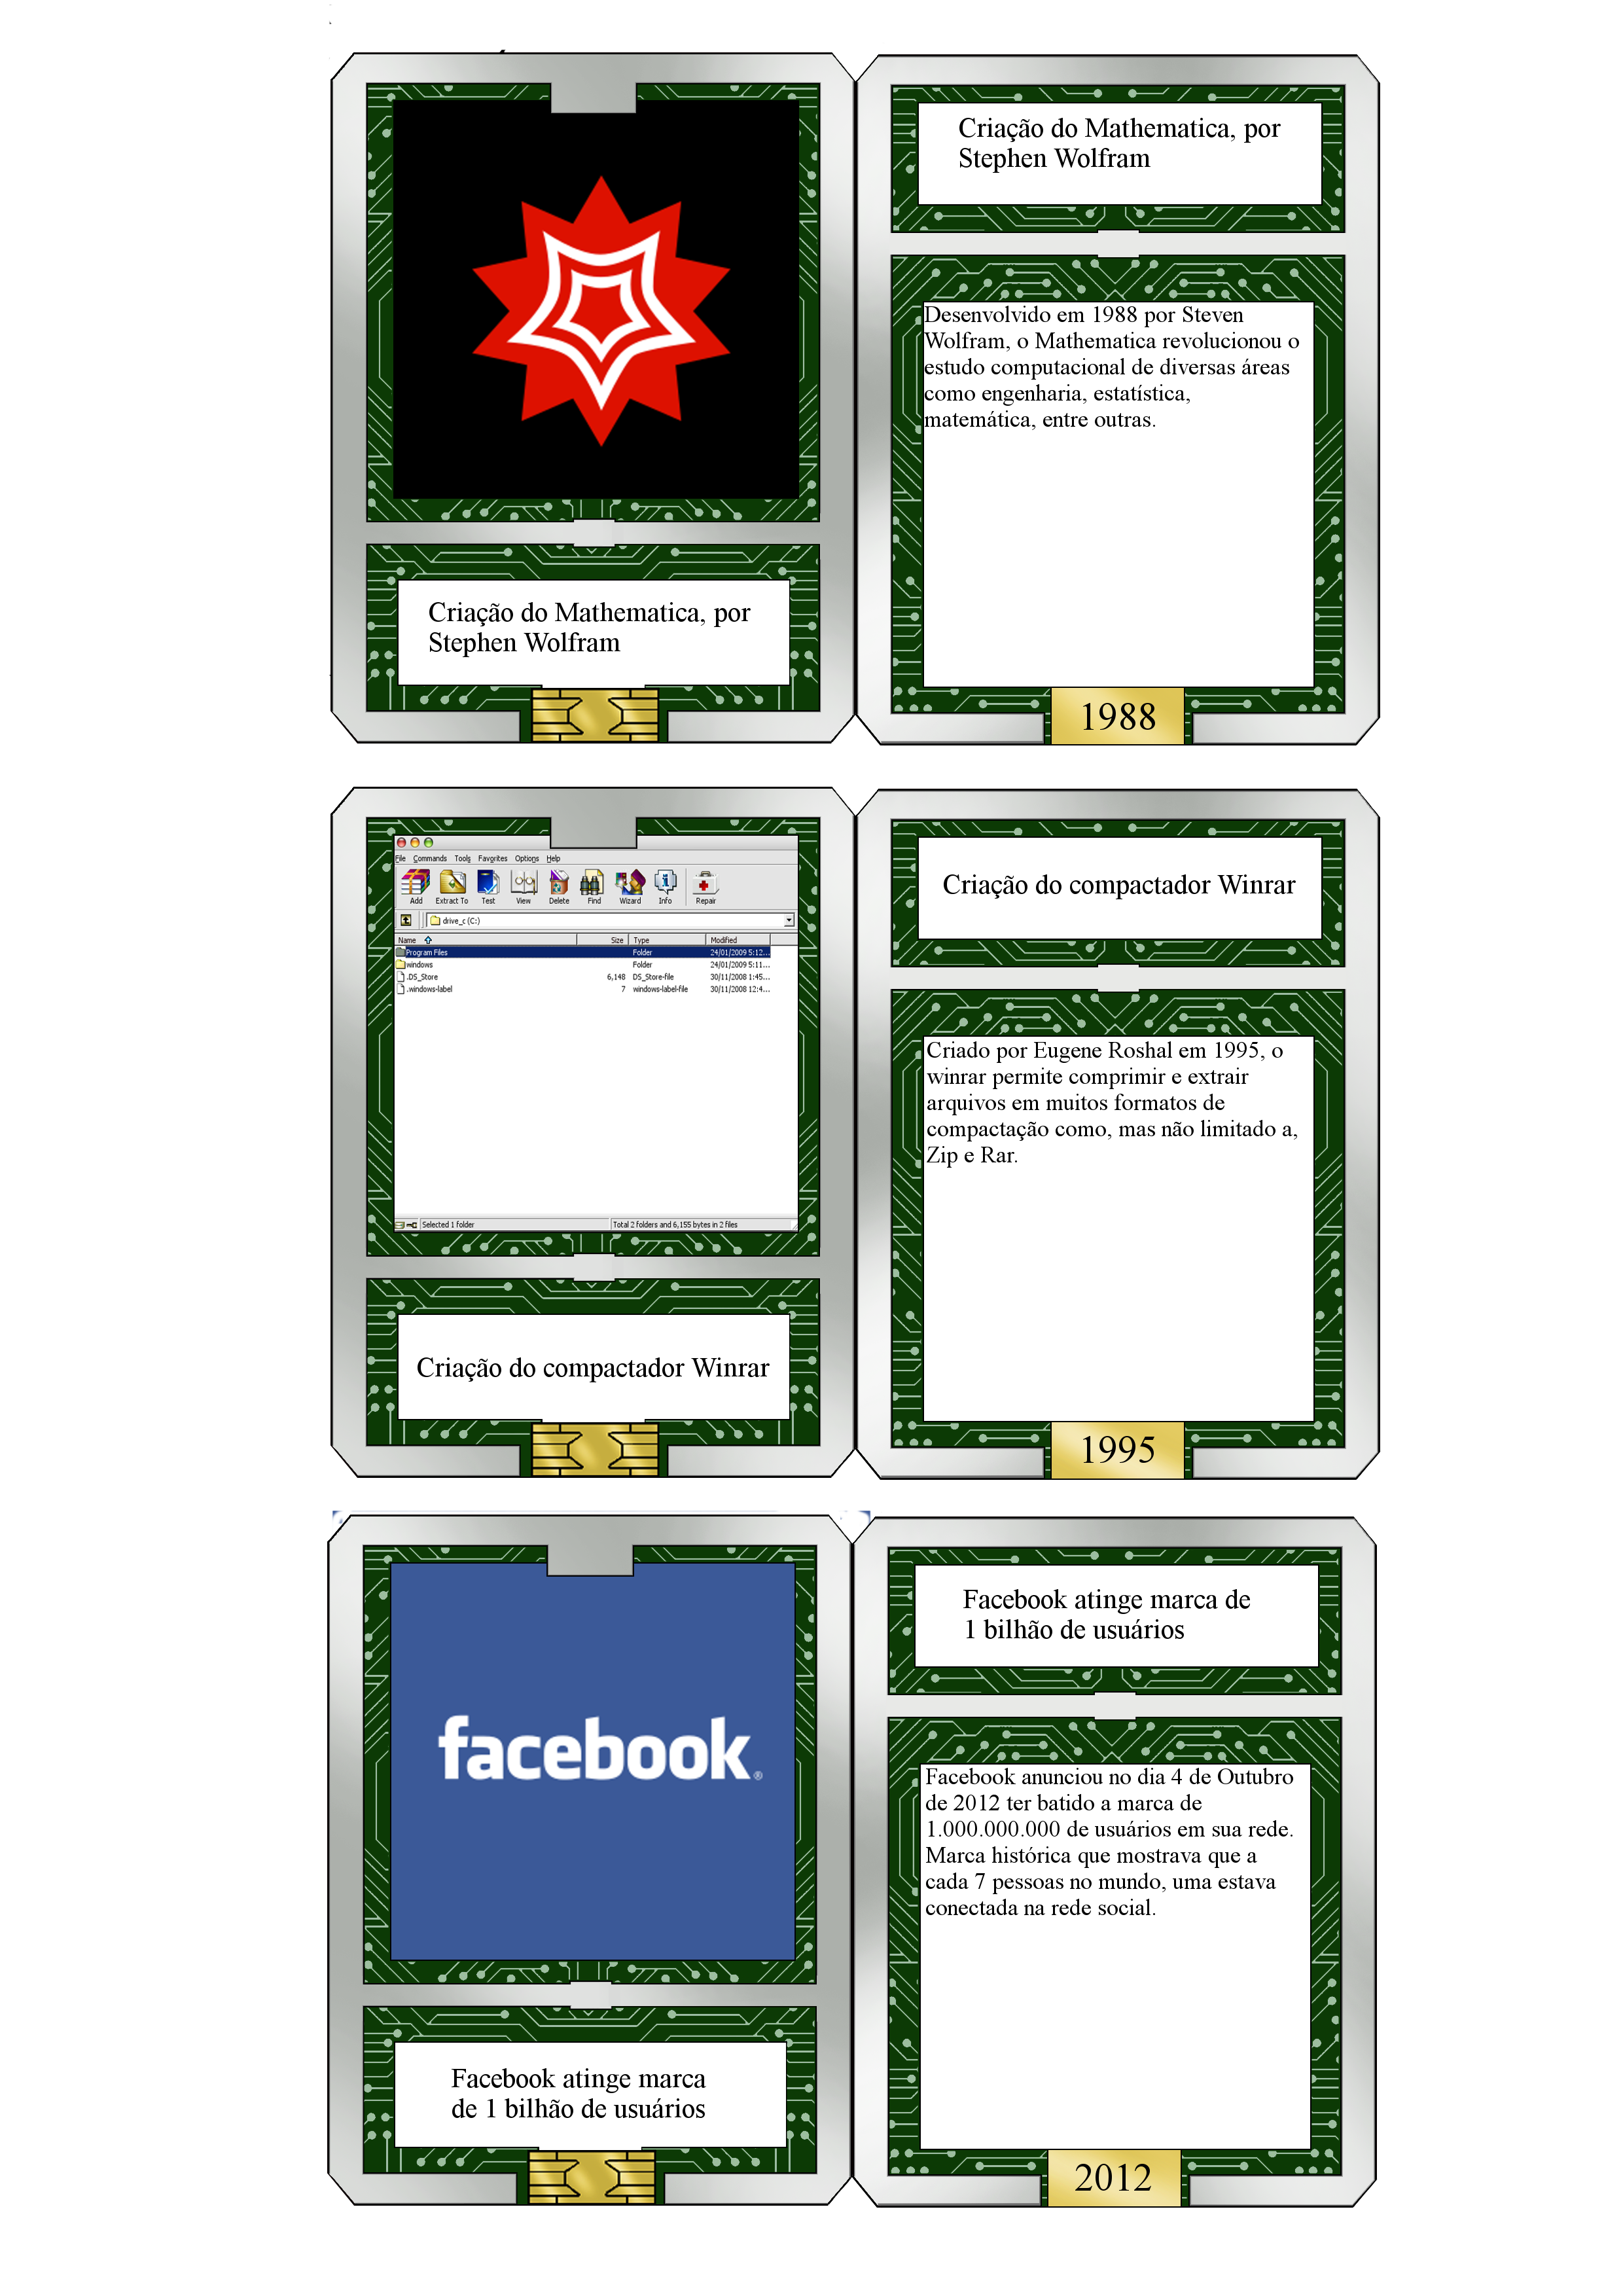 Criação do Mathematica, por
Stephen Wolfram
Criação do Mathematica, por
Stephen Wolfram
Desenvolvido em 1988 por Steven
Wolfram, o Mathematica revolucionou o
estudo computacional de diversas áreas
como engenharia, estatística,
matemática, entre outras.
1988
File Commands Tools Favorites Options Help
Add Extract To Test View Delete Find Wizard Info Repair
drive_c (C:)
Name Size Type Modified
Program Files Folder 24/01/2009 5:12...
windows Folder 24/01/2009 5:11...
.DS_Store 6,148 DS_Store-file 30/11/2008 1:45...
.windows-label 7 windows-label-file 30/11/2008 12:4...
Selected 1 folder Total 2 folders and 6,155 bytes in 2 files
Criação do compactador Winrar
Criação do compactador Winrar
Criado por Eugene Roshal em 1995, o
winrar permite comprimir e extrair
arquivos em muitos formatos de
compactação como, mas não limitado a,
Zip e Rar.
1995
facebook®
Facebook atinge marca
de 1 bilhão de usuários
Facebook atinge marca de
1 bilhão de usuários
Facebook anunciou no dia 4 de Outubro
de 2012 ter batido a marca de
1.000.000.000 de usuários em sua rede.
Marca histórica que mostrava que a
cada 7 pessoas no mundo, uma estava
conectada na rede social.
2012